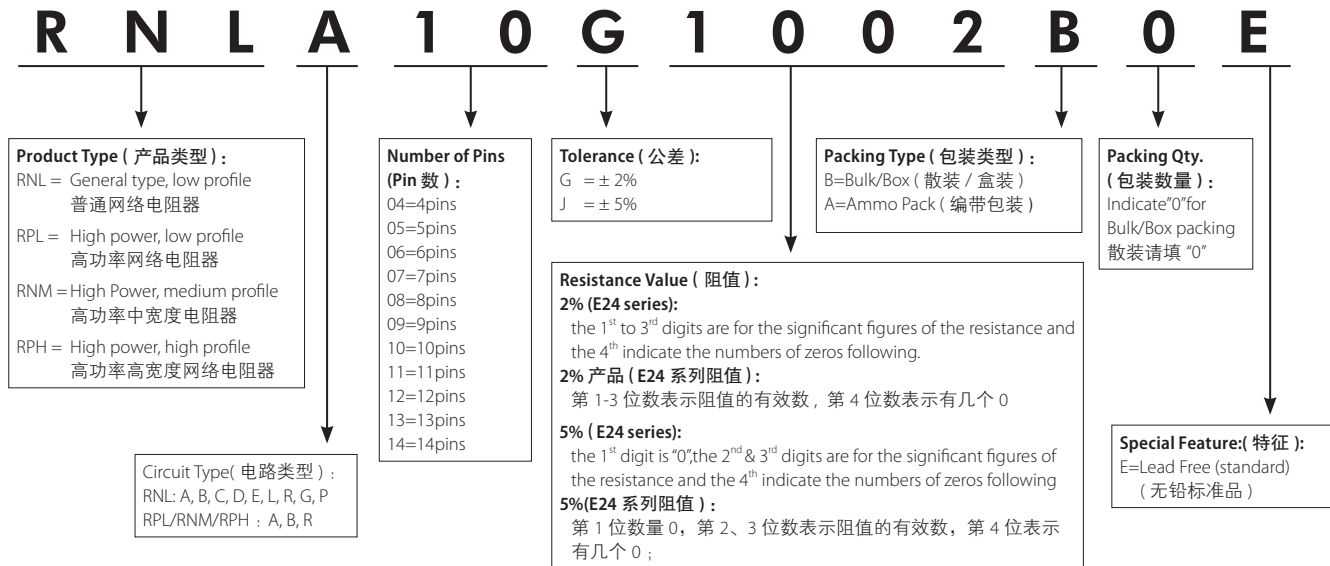 R N L A 1 0 G 1 0 0 2 B 0 E
Product Type ( 产品类型 ) :
RNL = General type, low profile
普通网络电阻器
RPL = High power, low profile
高功率网络电阻器
RNM = High Power, medium profile
高功率中宽度电阻器
RPH = High power, high profile
高功率高宽度网络电阻器
Circuit Type( 电路类型 ) :
RNL: A, B, C, D, E, L, R, G, P
RPL/RNM/RPH : A, B, R
Number of Pins
(Pin 数 ) :
04=4pins
05=5pins
06=6pins
07=7pins
08=8pins
09=9pins
10=10pins
11=11pins
12=12pins
13=13pins
14=14pins
Tolerance ( 公差 ):
G = ± 2%
J = ± 5%
Resistance Value ( 阻值 ) :
2% (E24 series):
the 1st to 3rd digits are for the significant figures of the resistance and
the 4th indicate the numbers of zeros following.
2% 产品 ( E24 系列阻值 ) :
第 1-3 位数表示阻值的有效数 , 第 4 位数表示有几个 0
5% ( E24 series):
the 1st digit is "0",the 2nd & 3rd digits are for the significant figures of
the resistance and the 4th indicate the numbers of zeros following
5%(E24 系列阻值 ) :
第 1 位数量 0，第 2、3 位数表示阻值的有效数，第 4 位表示
有几个 0 ;
Packing Type ( 包装类型 ) :
B=Bulk/Box ( 散装 / 盒装 )
A=Ammo Pack ( 编带包装 )
Packing Qty.
( 包装数量 ) :
Indicate"0"for
Bulk/Box packing
散装请填 "0"
Special Feature:( 特征 ):
E=Lead Free (standard)
( 无铅标准品 )